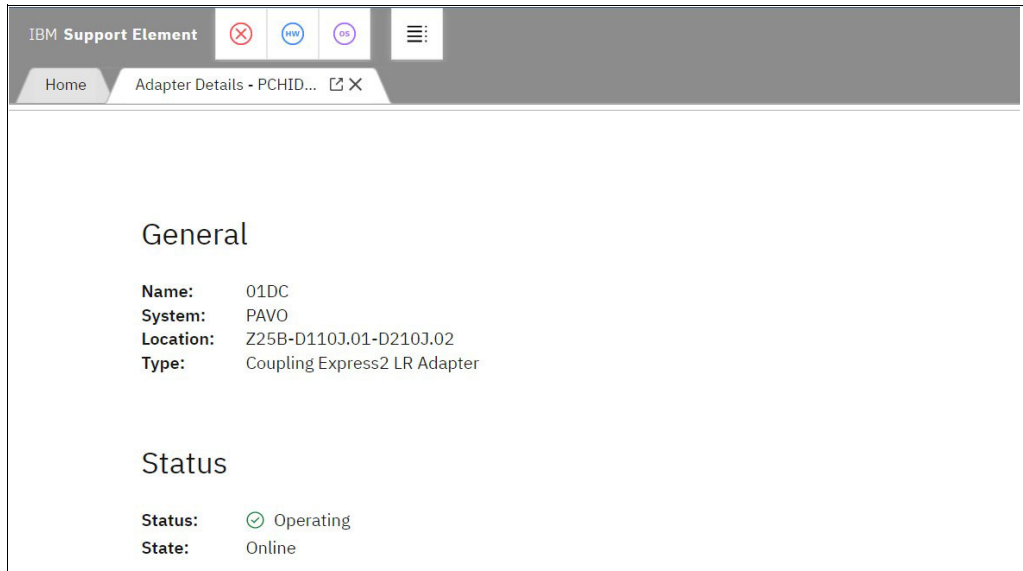 IBM Support Element HW OS
Home Adapter Details - PCHID...
General
Name: 01DC
System: PAVO
Location: Z25B-D110J.01-D210J.02
Type: Coupling Express2 LR Adapter
Status
Status: Operating
State: Online